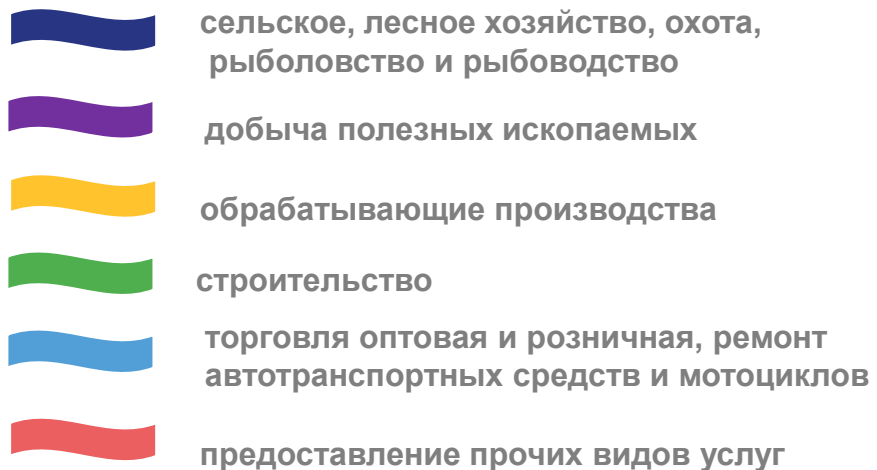 сельское, лесное хозяйство, охота,
рыболовство и рыбоводство
добыча полезных ископаемых
обрабатывающие производства
строительство
торговля оптовая и розничная, ремонт
автотранспортных средств и мотоциклов
предоставление прочих видов услуг